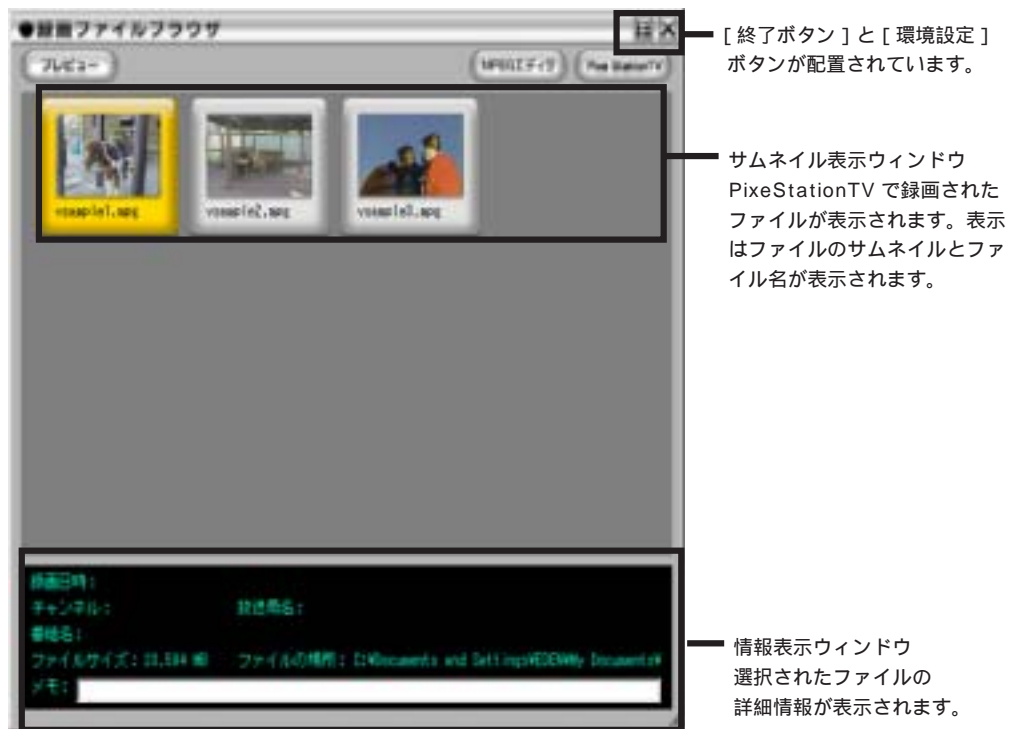 ●録画ファイルブラウザ
プレビュー
MPEGエディタ
Pixe StationTV
vsample1.mpg
vsample2.mpg
vsample3.mpg
[ 終了ボタン ] と [ 環境設定 ]
ボタンが配置されています。
サムネイル表示ウィンドウ
PixeStationTV で録画された
ファイルが表示されます。表示
はファイルのサムネイルとファ
イル名が表示されます。
録画日時:
チャンネル:
放送局名:
番組名:
ファイルサイズ:
ファイルの場所: C:¥Documents and Settings¥EDEN¥My Documents¥
メモ:
情報表示ウィンドウ
選択されたファイルの
詳細情報が表示されます。